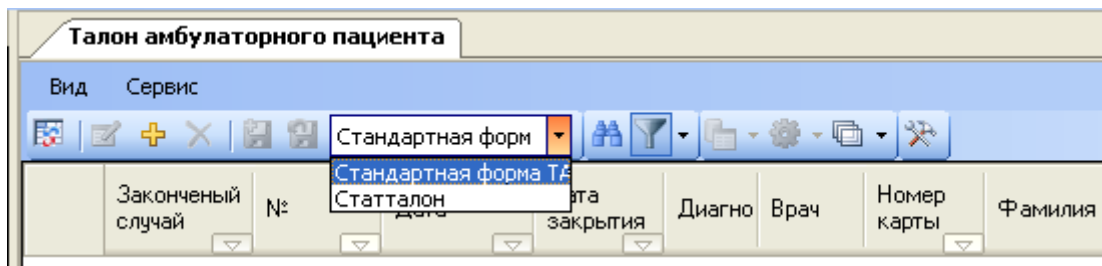 Талон амбулаторного пациента
Вид Сервис
Стандартная форм
Стандартная форма ТА
Статталон
Законченый случай
№
Дата
закрытия
Диагно
Врач
Номер карты
Фамилия